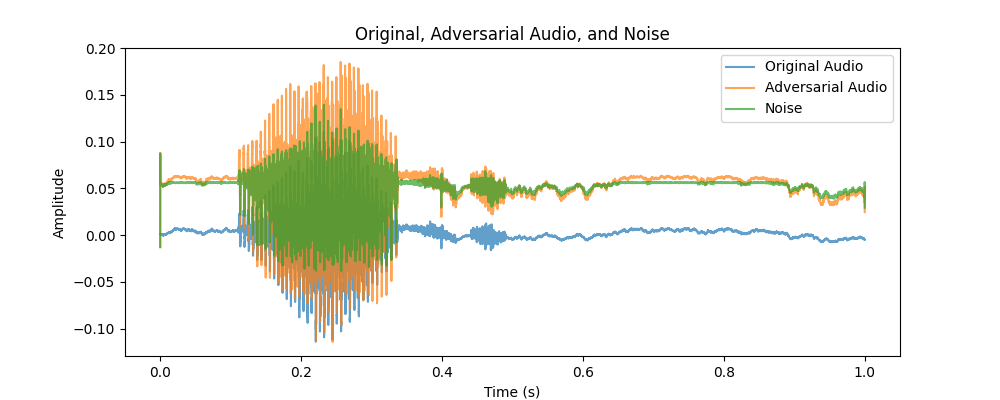 Original, Adversarial Audio, and Noise
Original Audio
Adversarial Audio
Noise
0.20
0.15
0.10
0.05
0.00
−0.05
−0.10
Amplitude
0.0 0.2 0.4 0.6 0.8 1.0
Time (s)